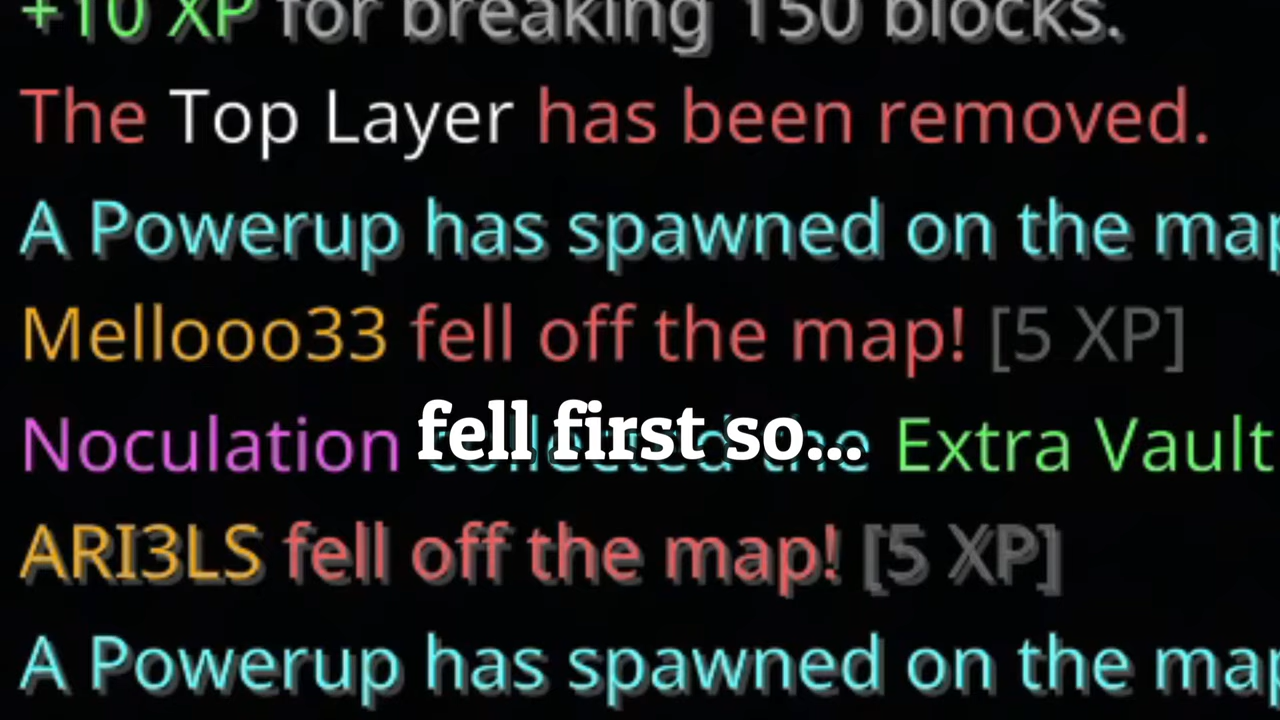 +10 XP for breaking 150 blocks.
The Top Layer has been removed.
A Powerup has spawned on the map
Mellooo33 fell off the map! [5 XP]
Noculation collected the Extra Vault
fell first so...
ARI3LS fell off the map! [5 XP]
A Powerup has spawned on the map